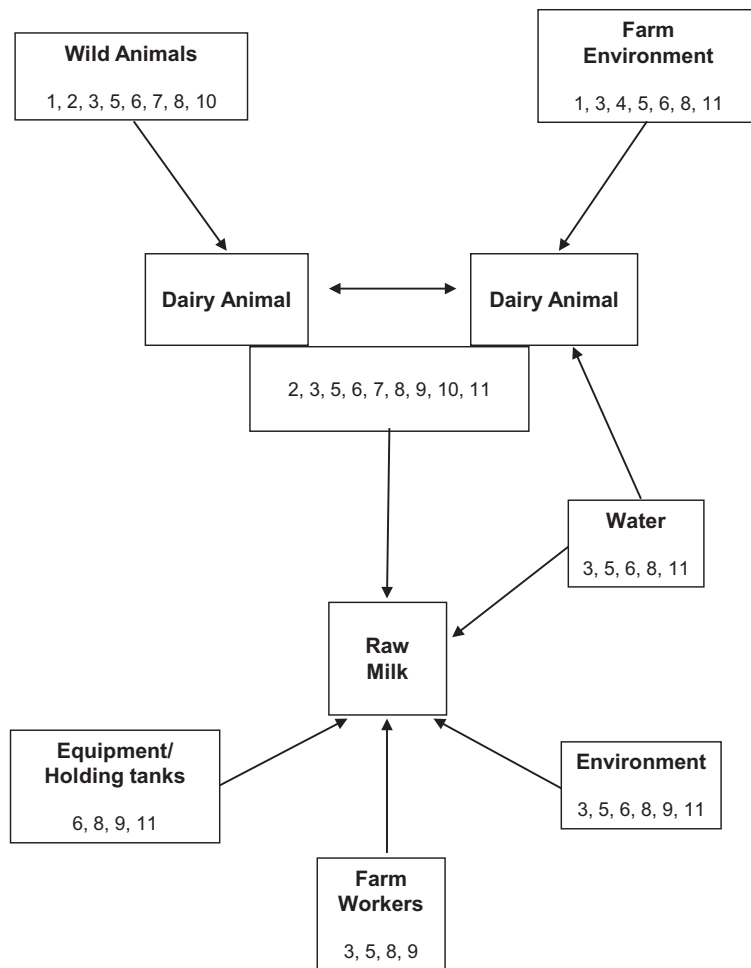 Wild Animals
1, 2, 3, 5, 6, 7, 8, 10
Farm
Environment
1, 3, 4, 5, 6, 8, 11
Dairy Animal
Dairy Animal
2, 3, 5, 6, 7, 8, 9, 10, 11
Water
3, 5, 6, 8, 11
Raw
Milk
Equipment/
Holding tanks
6, 8, 9, 11
Environment
3, 5, 6, 8, 9, 11
Farm
Workers
3, 5, 8, 9